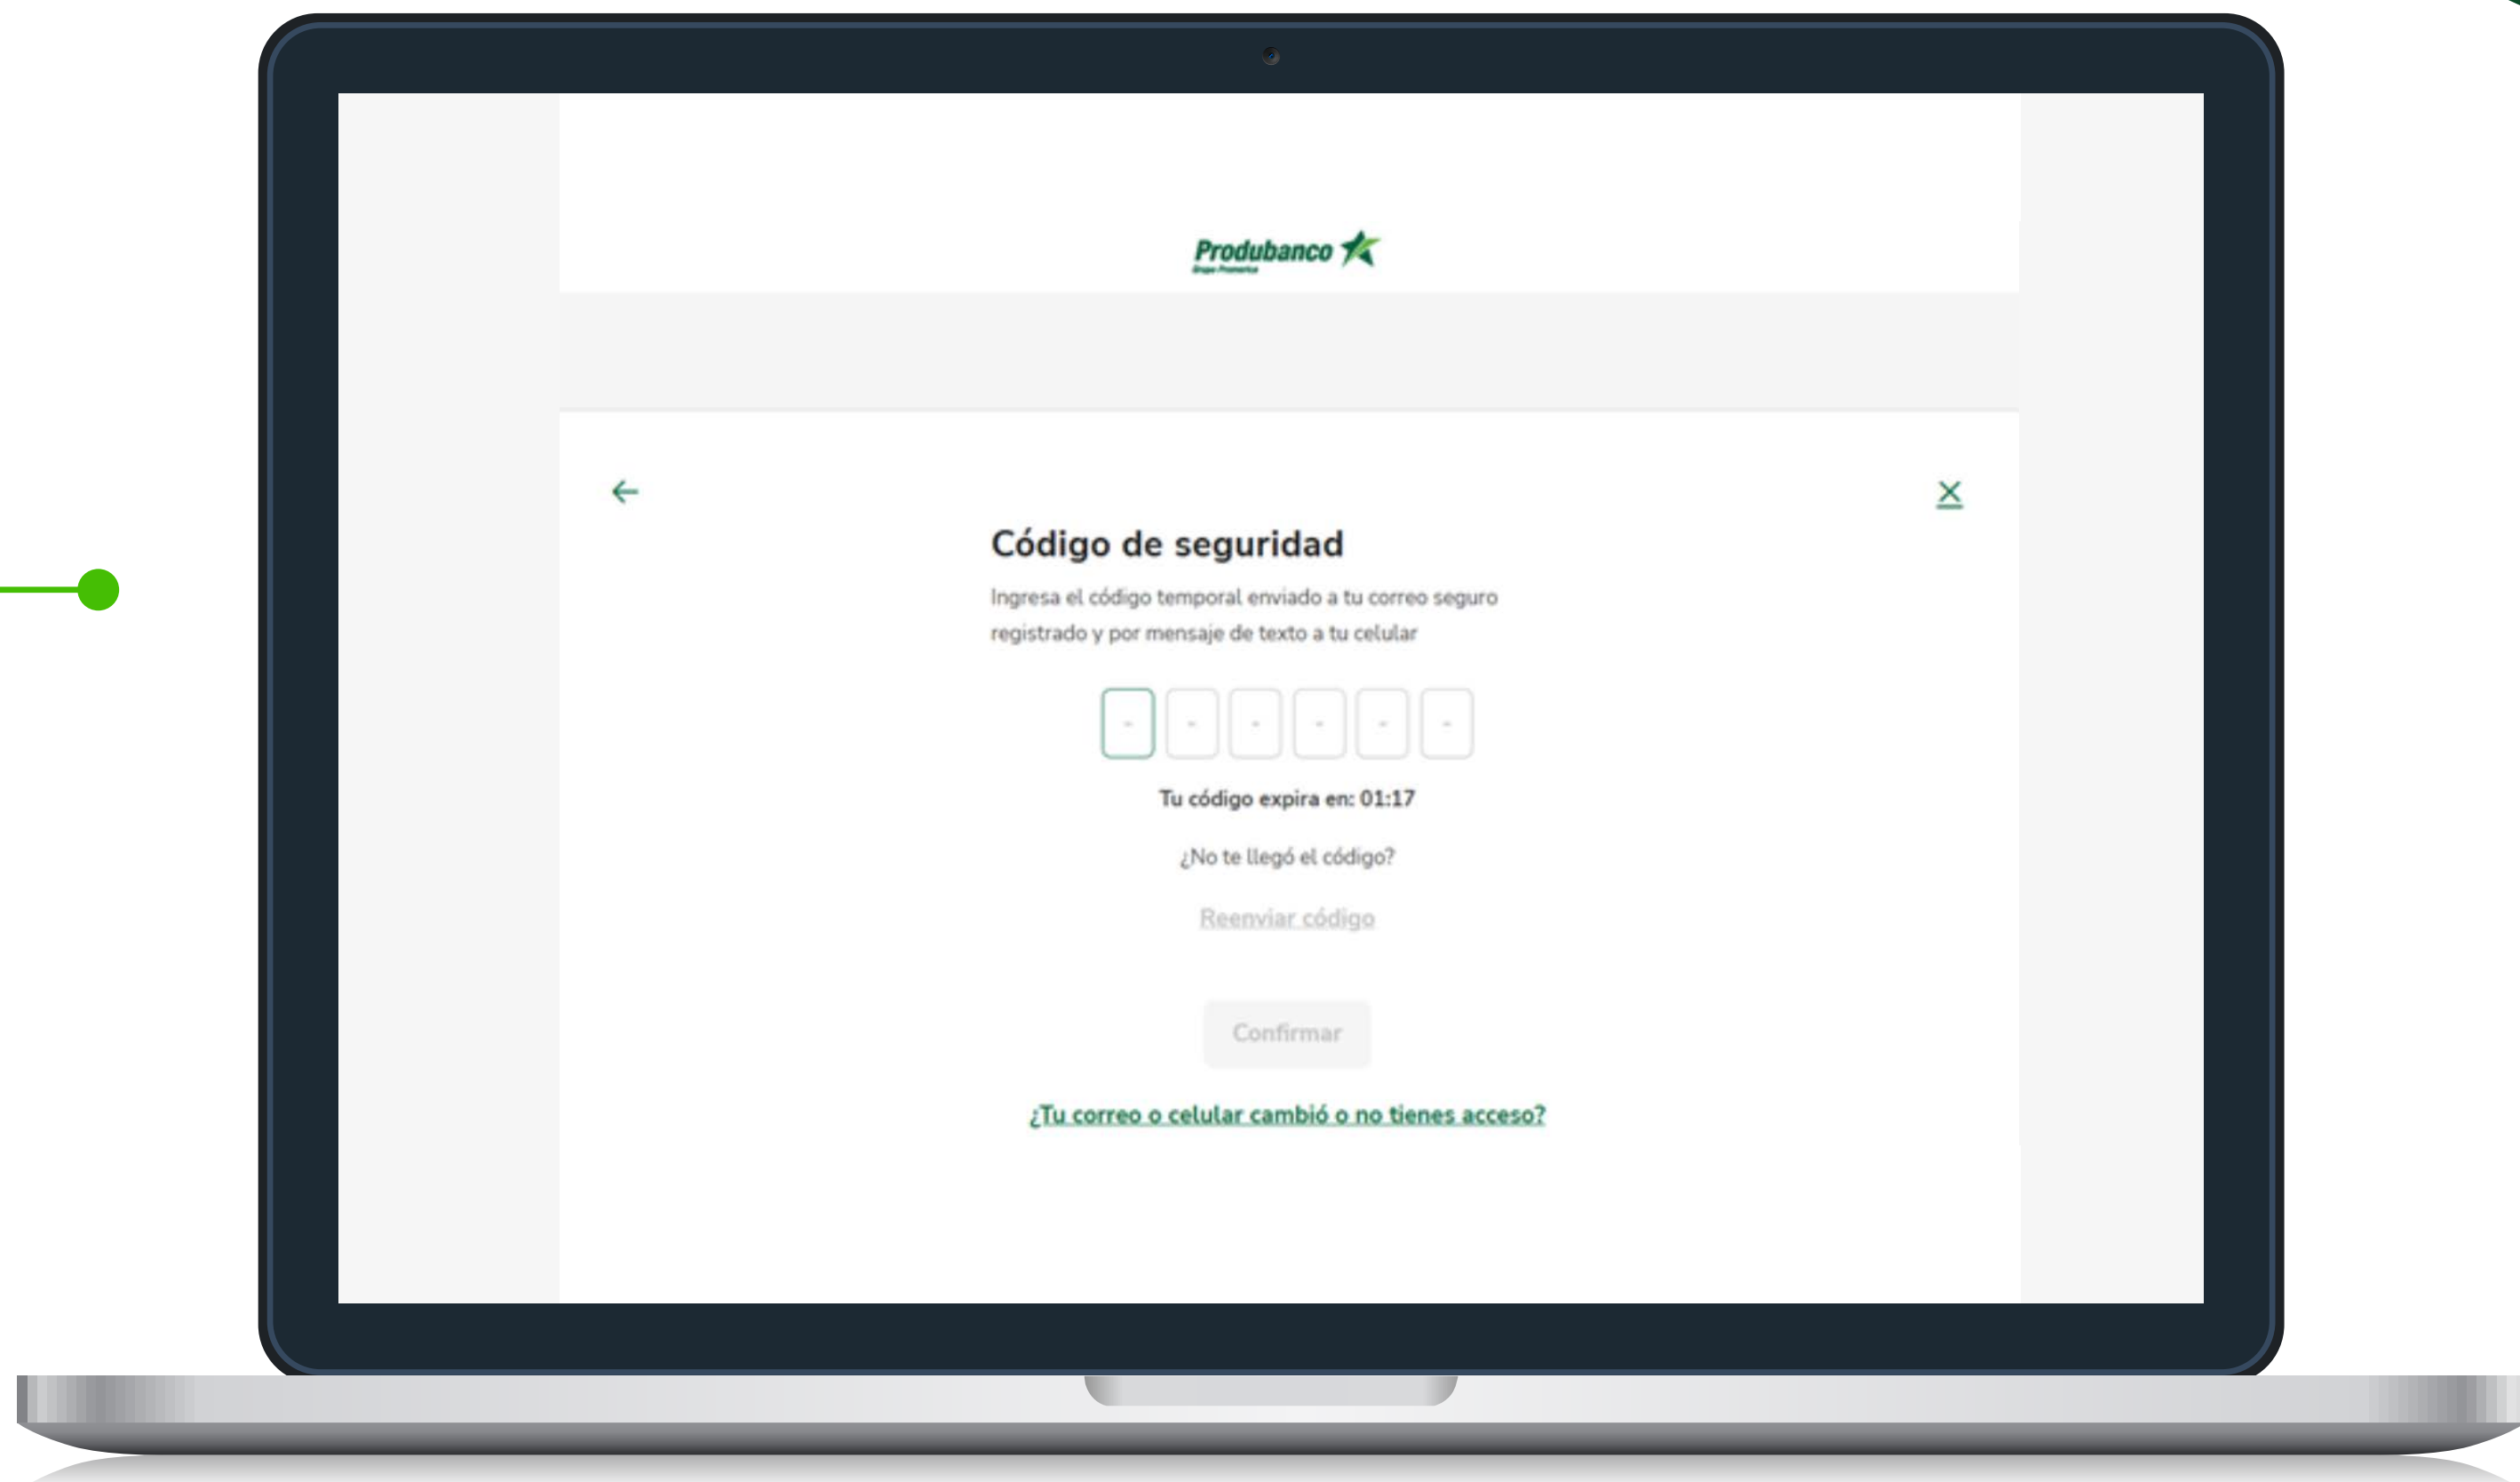 Produbanco
Grupo Promerica
Código de seguridad
Ingresa el código temporal enviado a tu correo seguro
registrado y por mensaje de texto a tu celular
- - - - - -
Tu código expira en: 01:17
¿No te llegó el código?
Reenviar código
Confirmar
¿Tu correo o celular cambió o no tienes acceso?